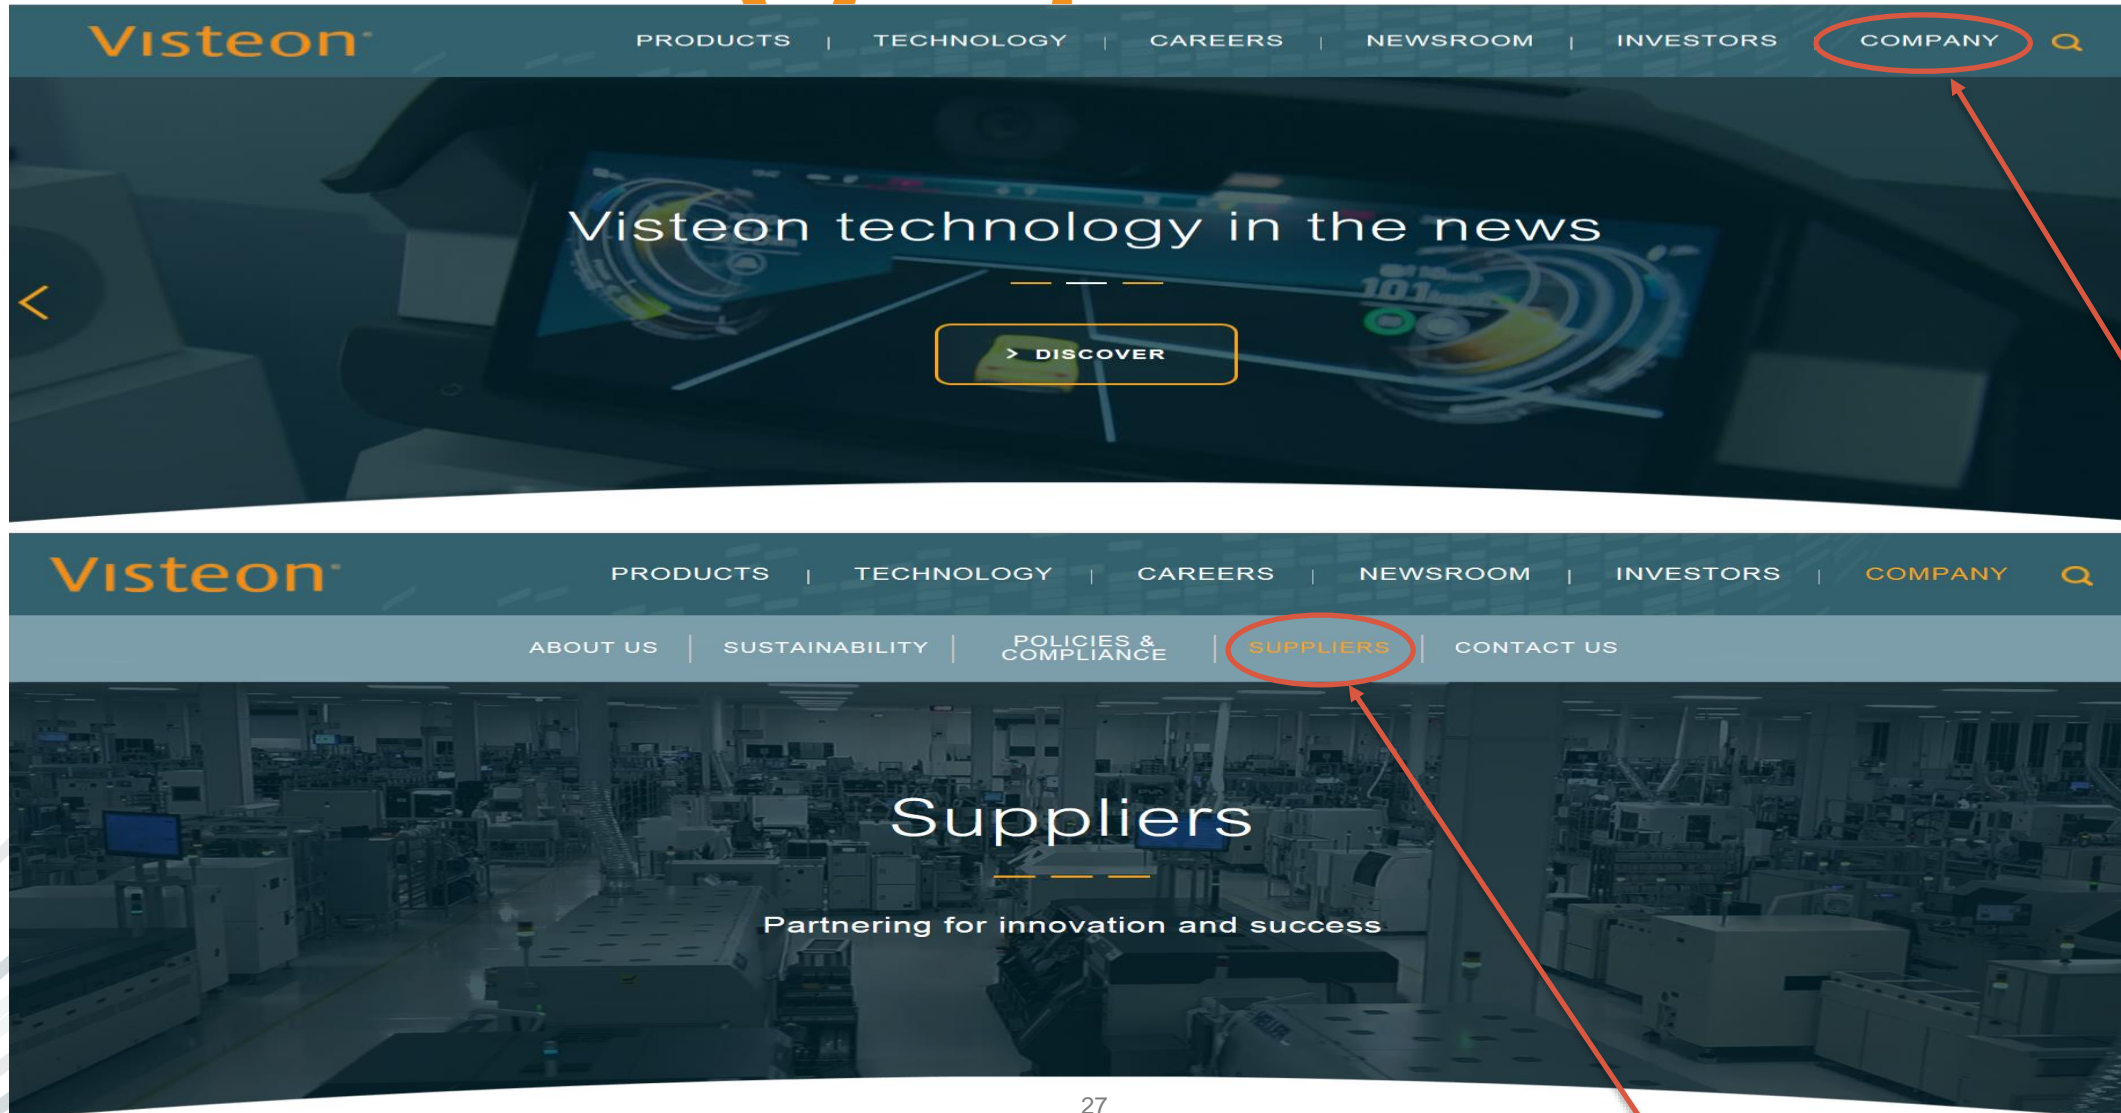 Visteon
PRODUCTS | TECHNOLOGY | CAREERS | NEWSROOM | INVESTORS COMPANY
Visteon technology in the news
> DISCOVER
101
Visteon
PRODUCTS | TECHNOLOGY | CAREERS | NEWSROOM | INVESTORS | COMPANY
ABOUT US | SUSTAINABILITY | POLICIES & COMPLIANCE | SUPPLIERS | CONTACT US
Suppliers
Partnering for innovation and success
27